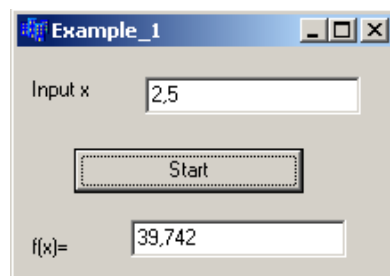 Example_1
Input x 2,5
Start
f(x)= 39,742